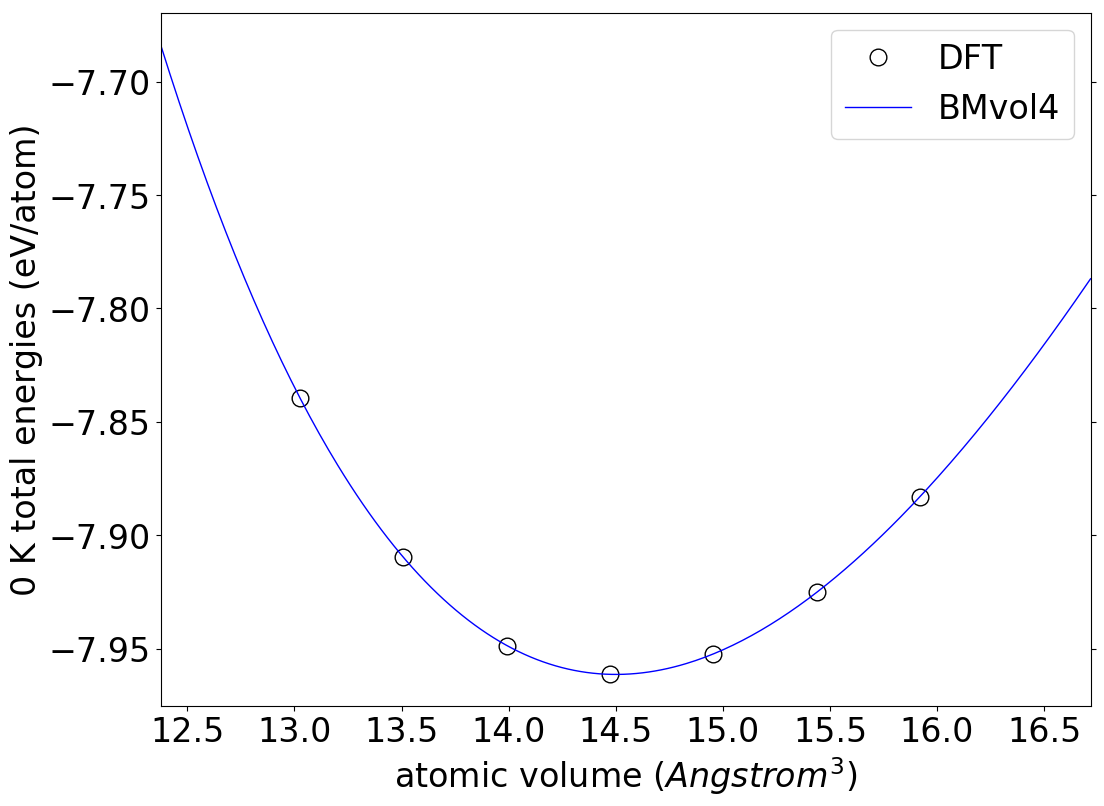 DFT
BMvol4
0 K total energies (eV/atom)
−7.70
−7.75
−7.80
−7.85
−7.90
−7.95
12.5 13.0 13.5 14.0 14.5 15.0 15.5 16.0 16.5
atomic volume (Angstrom³)